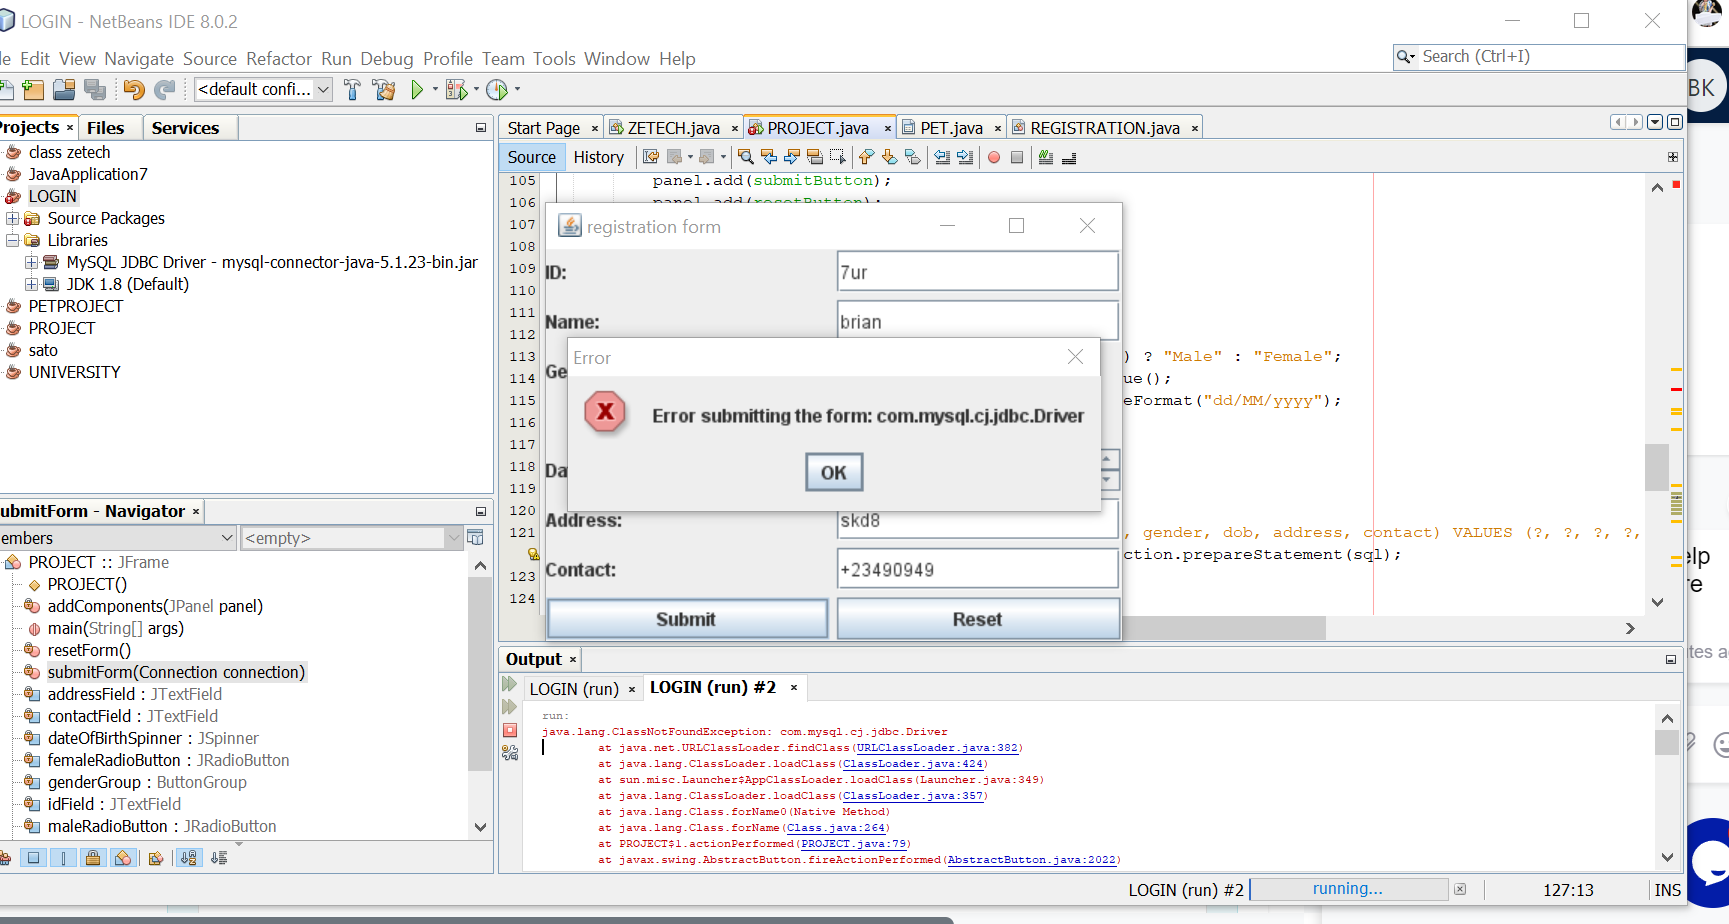 LOGIN - NetBeans IDE 8.0.2
le Edit View Navigate Source Refactor Run Debug Profile Team Tools Window Help
Search (Ctrl+I)
<default confi...
BK
rojects × Files Services
Start Page × ZETECH.java × PROJECT.java × PET.java × REGISTRATION.java ×
Source History
class zetech
JavaApplication7
LOGIN
Source Packages
Libraries
MySQL JDBC Driver - mysql-connector-java-5.1.23-bin.jar
JDK 1.8 (Default)
PETPROJECT
PROJECT
sato
UNIVERSITY
105 panel.add(submitButton);
106 panel.add(resetButton);
107
108
109
110
111
112
113 ) ? "Male" : "Female";
114 ue();
115 eFormat("dd/MM/yyyy");
116
117
118
119
120
121 , gender, dob, address, contact) VALUES (?, ?, ?, ?,
ction.prepareStatement(sql);
123
124
registration form
ID: 7ur
Name: brian
Ge
Da
Address: skd8
Contact: +23490949
Submit Reset
Error
Error submitting the form: com.mysql.cj.jdbc.Driver
OK
elp
re
tes a
ubmitForm - Navigator ×
embers <empty>
PROJECT :: JFrame
PROJECT()
addComponents(JPanel panel)
main(String[] args)
resetForm()
submitForm(Connection connection)
addressField : JTextField
contactField : JTextField
dateOfBirthSpinner : JSpinner
femaleRadioButton : JRadioButton
genderGroup : ButtonGroup
idField : JTextField
maleRadioButton : JRadioButton
Output ×
LOGIN (run) × LOGIN (run) #2 ×
run:
java.lang.ClassNotFoundException: com.mysql.cj.jdbc.Driver
at java.net.URLClassLoader.findClass(URLClassLoader.java:382)
at java.lang.ClassLoader.loadClass(ClassLoader.java:424)
at sun.misc.Launcher$AppClassLoader.loadClass(Launcher.java:349)
at java.lang.ClassLoader.loadClass(ClassLoader.java:357)
at java.lang.Class.forName0(Native Method)
at java.lang.Class.forName(Class.java:264)
at PROJECT$1.actionPerformed(PROJECT.java:79)
at javax.swing.AbstractButton.fireActionPerformed(AbstractButton.java:2022)
LOGIN (run) #2 running... 127:13 INS